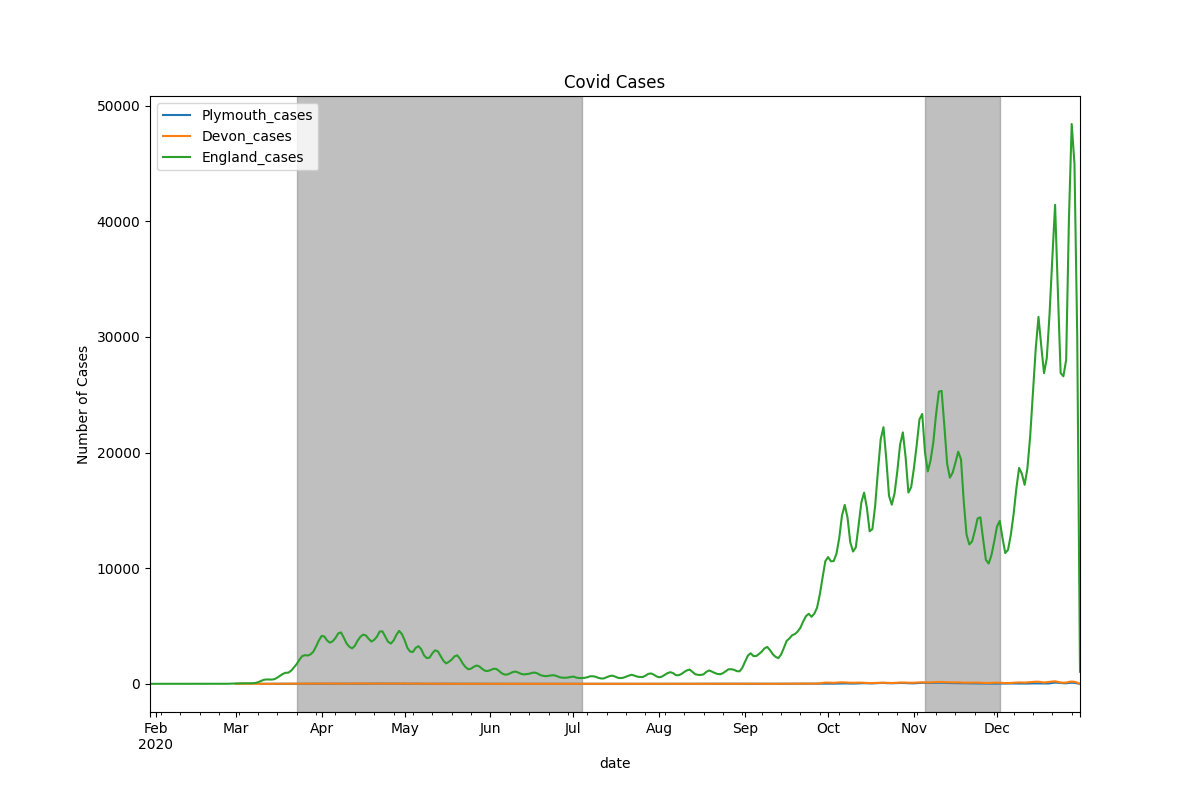 Covid Cases
50000
40000
30000
20000
10000
0
Number of Cases
Plymouth_cases
Devon_cases
England_cases
Feb Mar Apr May Jun Jul Aug Sep Oct Nov Dec
2020
date